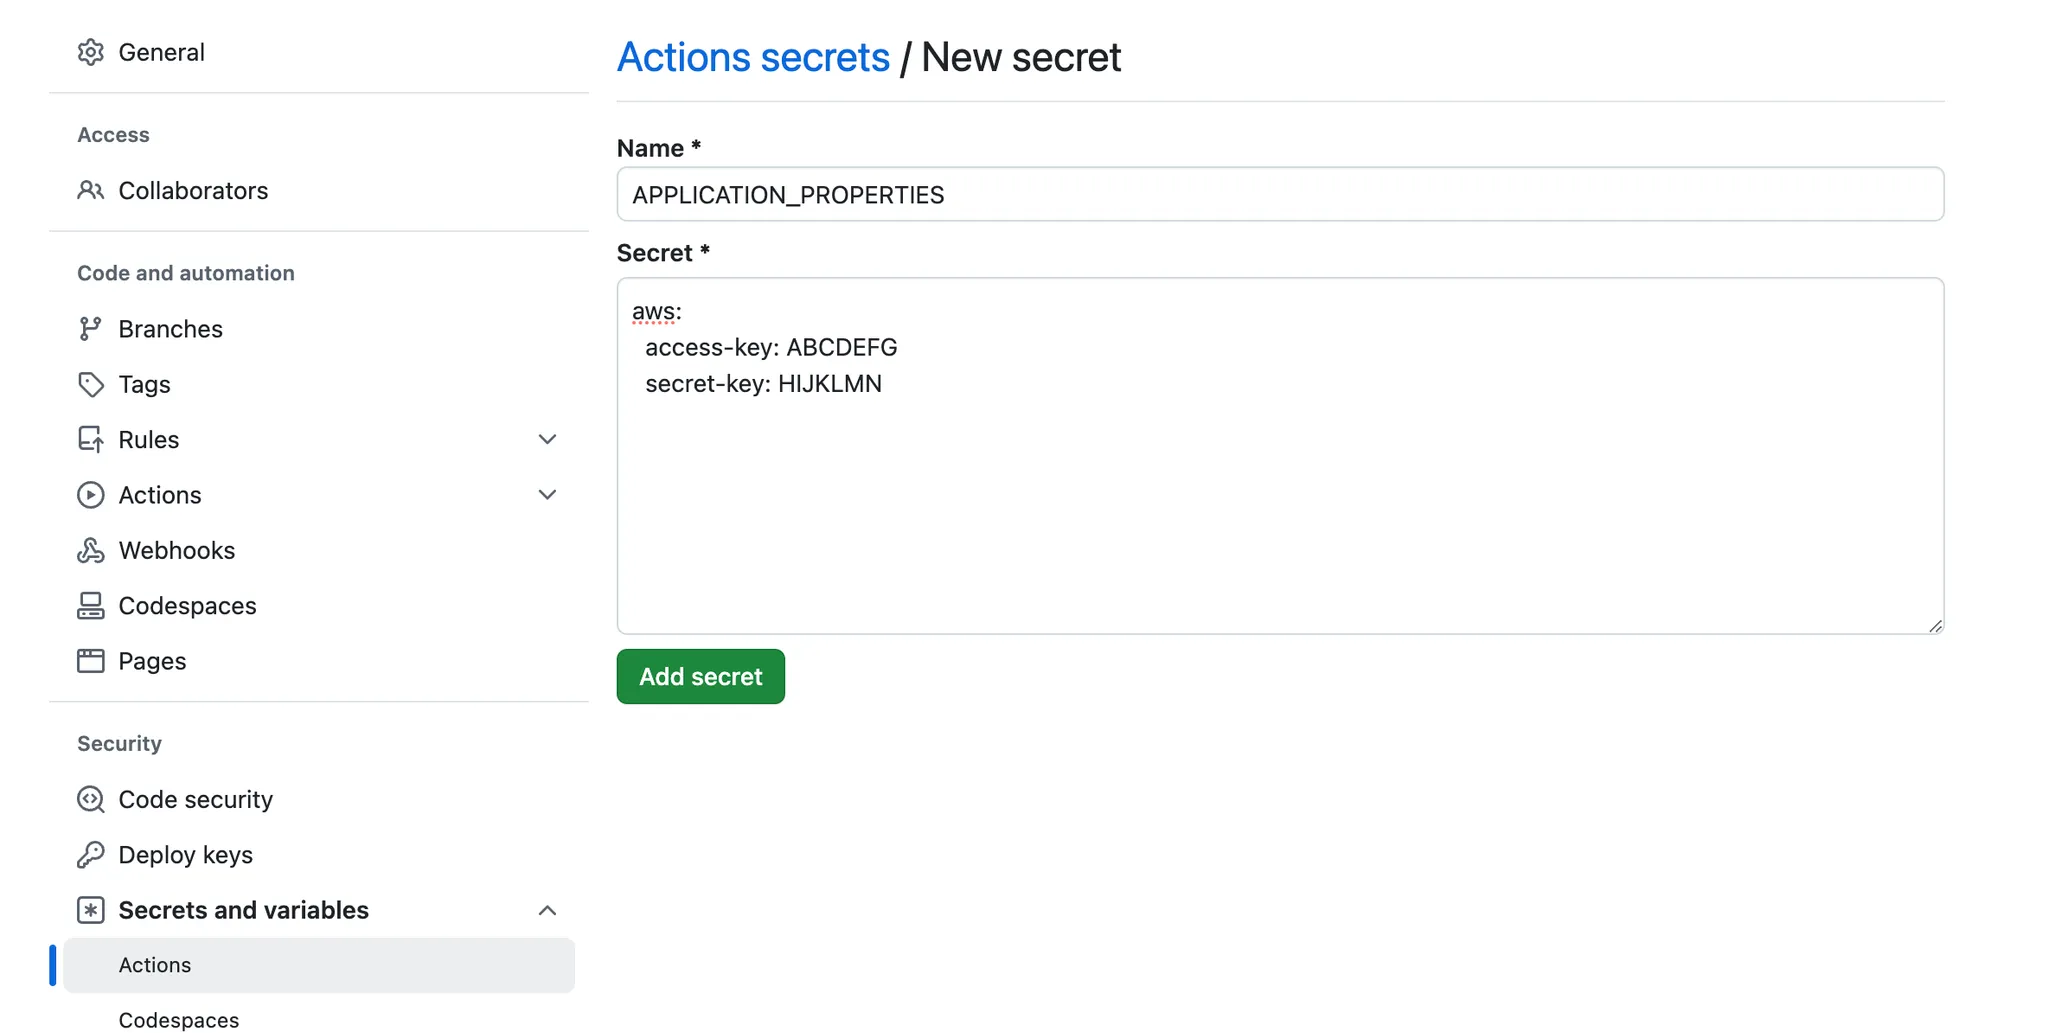 General
Access
Collaborators
Code and automation
Branches
Tags
Rules
Actions
Webhooks
Codespaces
Pages
Security
Code security
Deploy keys
Secrets and variables
Actions
Codespaces
Actions secrets / New secret
Name *
APPLICATION_PROPERTIES
Secret *
aws:
access-key: ABCDEFG
secret-key: HIJKLMN
Add secret